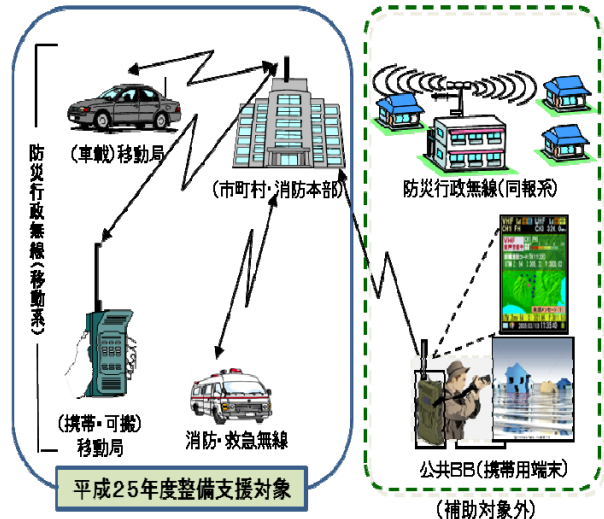 防災行政無線(移動系)
(車載)移動局
(市町村・消防本部)
(携帯・可搬)
移動局
消防・救急無線
平成25年度整備支援対象
防災行政無線(同報系)
公共BB(携帯用端末)
(補助対象外)